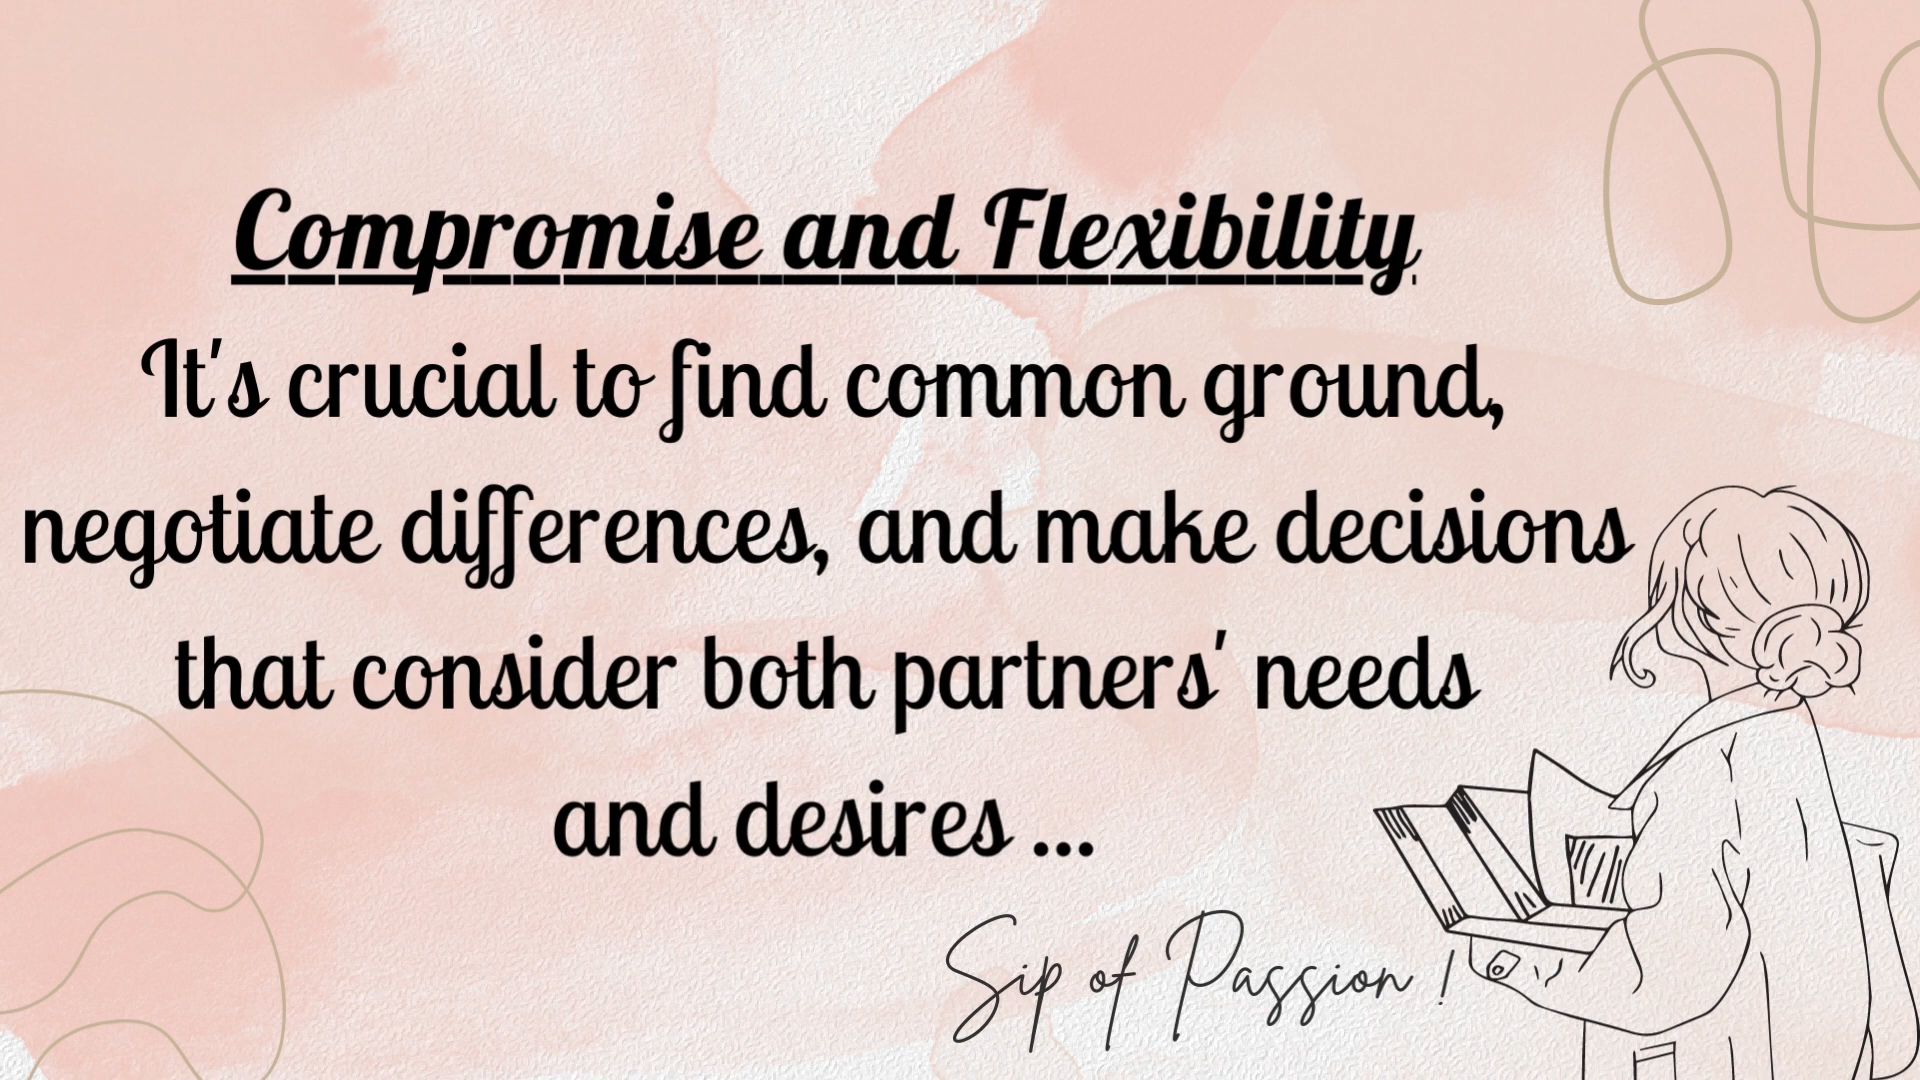 Compromise and Flexibility
It's crucial to find common ground,
negotiate differences, and make decisions
that consider both partners' needs
and desires ...
Sip of Passion !